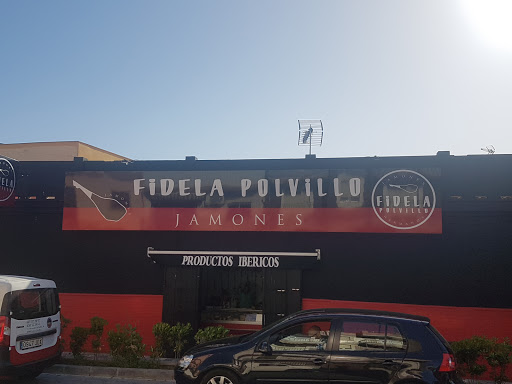 FiDELA POLViLLO
JAMONES
FiDELA
POLVILLO
PRODUCTOS IBERICOS